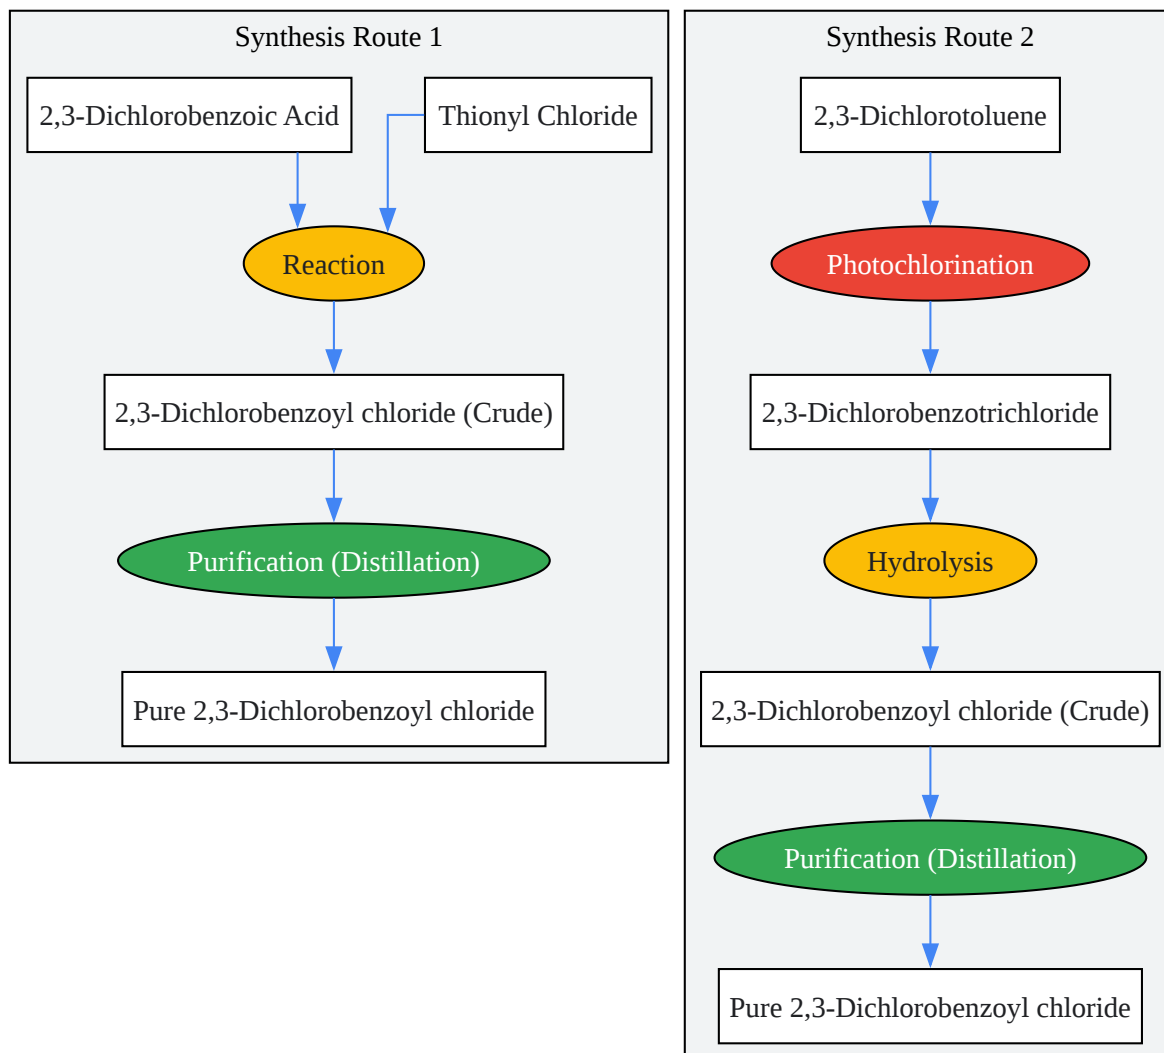 Synthesis Route 1
2,3-Dichlorobenzoic Acid
Thionyl Chloride
Reaction
2,3-Dichlorobenzoyl chloride (Crude)
Purification (Distillation)
Pure 2,3-Dichlorobenzoyl chloride
Synthesis Route 2
2,3-Dichlorotoluene
Photochlorination
2,3-Dichlorobenzotrichloride
Hydrolysis
2,3-Dichlorobenzoyl chloride (Crude)
Purification (Distillation)
Pure 2,3-Dichlorobenzoyl chloride